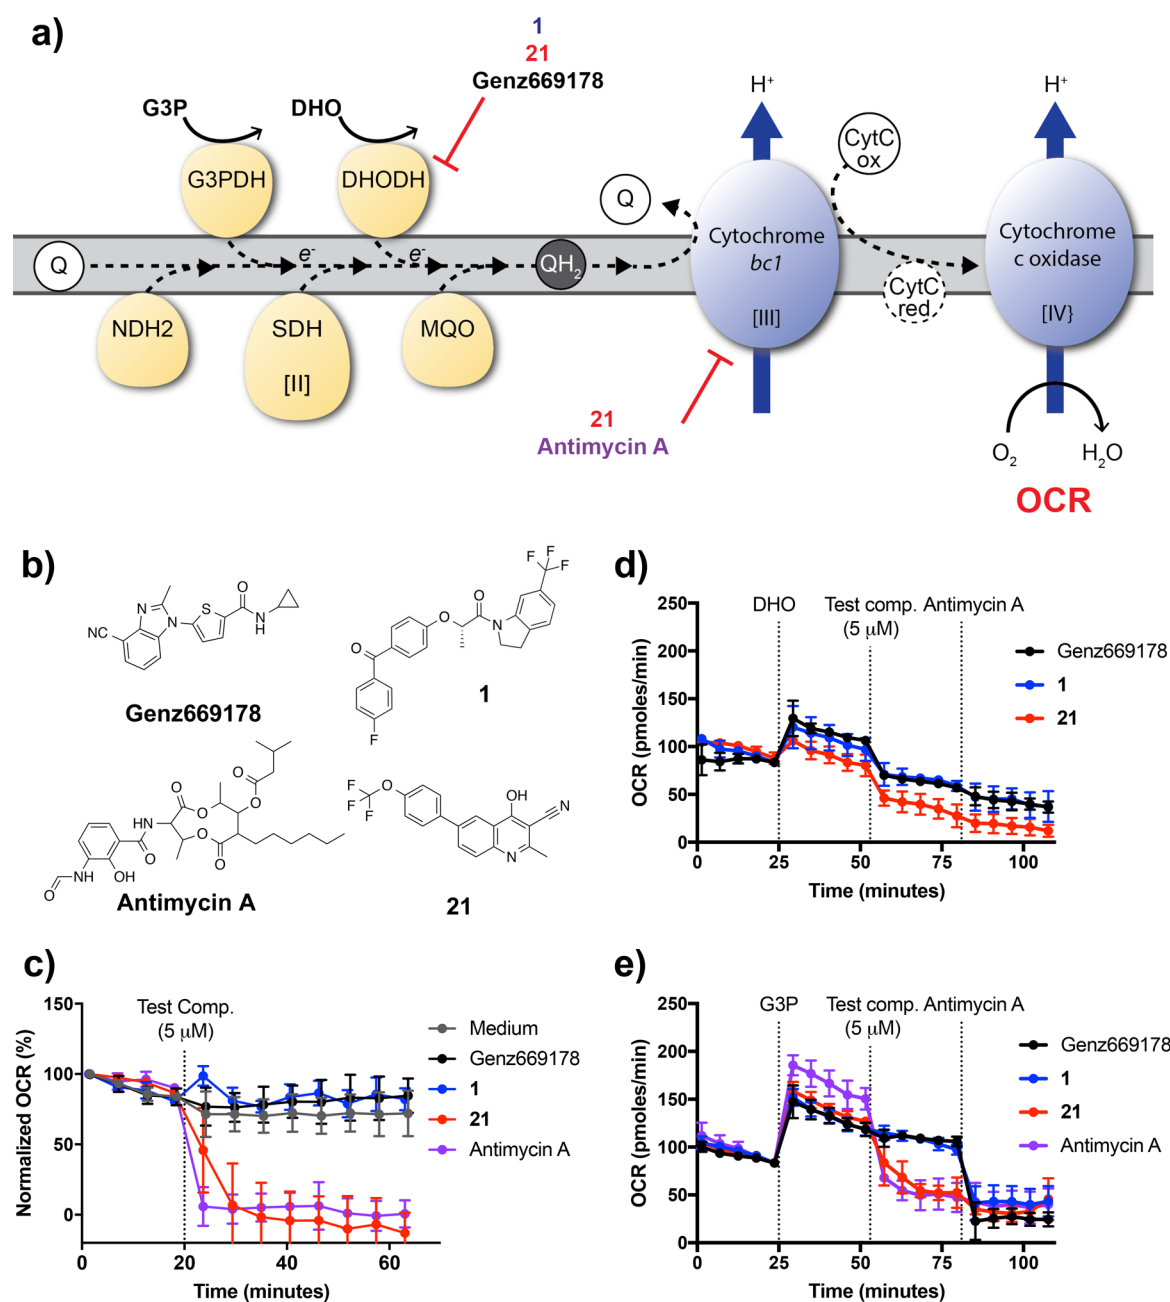 a)
1
21
Genz669178
G3P
DHO
G3PDH
DHODH
H+
H+
CytC
ox
Q
Q
e-
e-
QH2
Cytochrome
bc1
[III]
Cytochrome
c oxidase
[IV}
CytC
red
NDH2
SDH
[II]
MQO
21
Antimycin A
O2
H2O
OCR
b)
N
N
S
O
N
H
CN
Genz669178
F
F
F
O
O
N
CH3
O
F
1
O
O
O
O
O
O
O
NH
O
NH
OH
O
Antimycin A
F
F
F
O
OH
CN
N
21
c)
Test Comp.
(5 μM)
Normalized OCR (%)
150
100
50
0
0
20
40
60
Time (minutes)
Medium
Genz669178
1
21
Antimycin A
d)
DHO
Test comp. Antimycin A
(5 μM)
OCR (pmoles/min)
250
200
150
100
50
0
0
25
50
75
100
Time (minutes)
Genz669178
1
21
e)
G3P
Test comp. Antimycin A
(5 μM)
OCR (pmoles/min)
250
200
150
100
50
0
0
25
50
75
100
Time (minutes)
Genz669178
1
21
Antimycin A